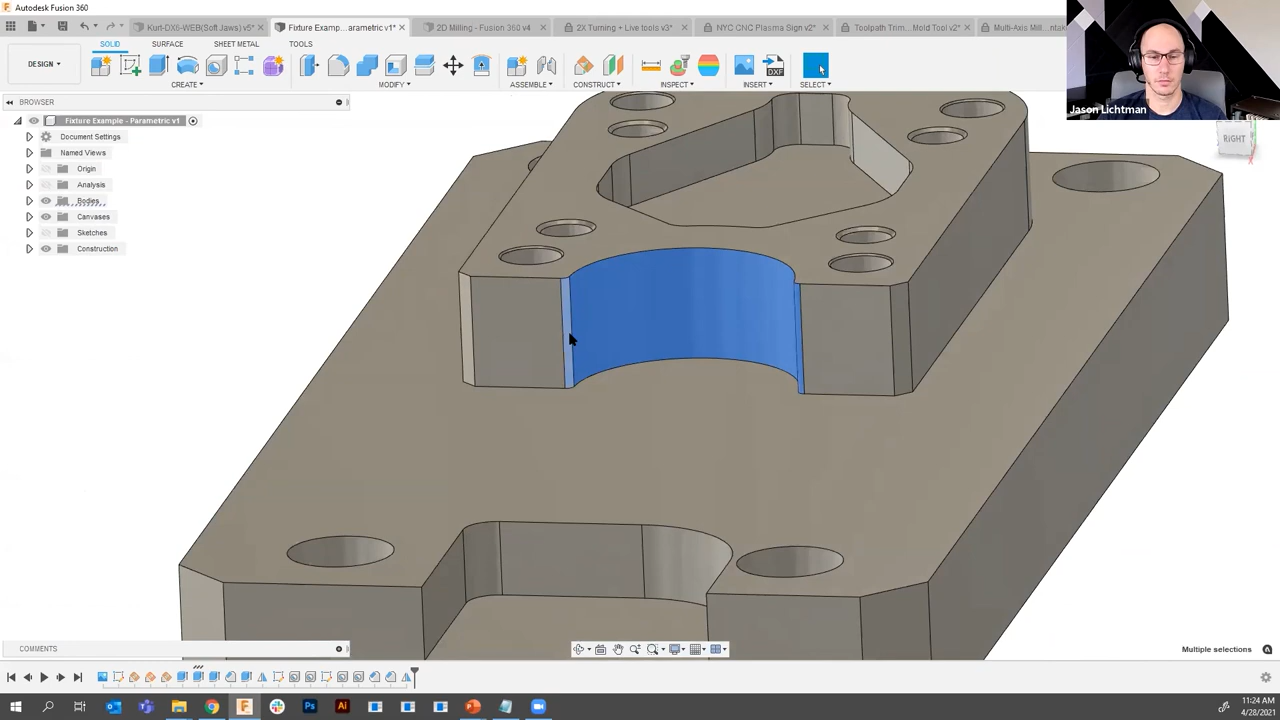 Autodesk Fusion 360
Kurt-DX6-WEB(Soft Jaws) v5*
Fixture Examp...arametric v1*
2D Milling - Fusion 360 v4
2X Turning + Live tools v3*
NYC CNC Plasma Sign v2*
Toolpath Trim...Mold Tool v2*
Jason Lichtman
DESIGN
SOLID
SURFACE
SHEET METAL
TOOLS
CREATE
MODIFY
ASSEMBLE
CONSTRUCT
INSPECT
INSERT
SELECT
BROWSER
Fixture Example - Parametric v1
Document Settings
Named Views
Origin
Analysis
Bodies
Canvases
Sketches
Construction
RIGHT
COMMENTS
Multiple selections
11:24 AM
4/28/2021